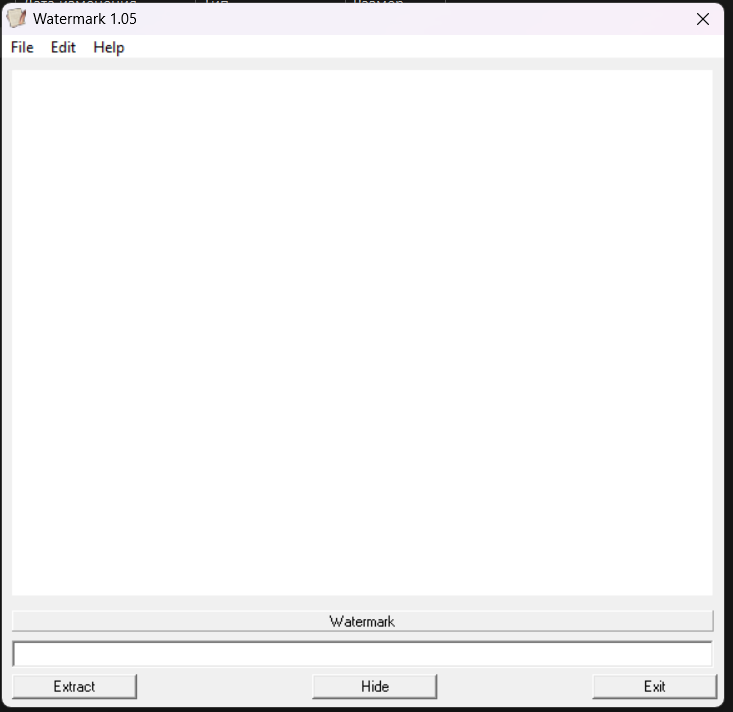 Watermark 1.05
File Edit Help
Watermark
Extract Hide Exit